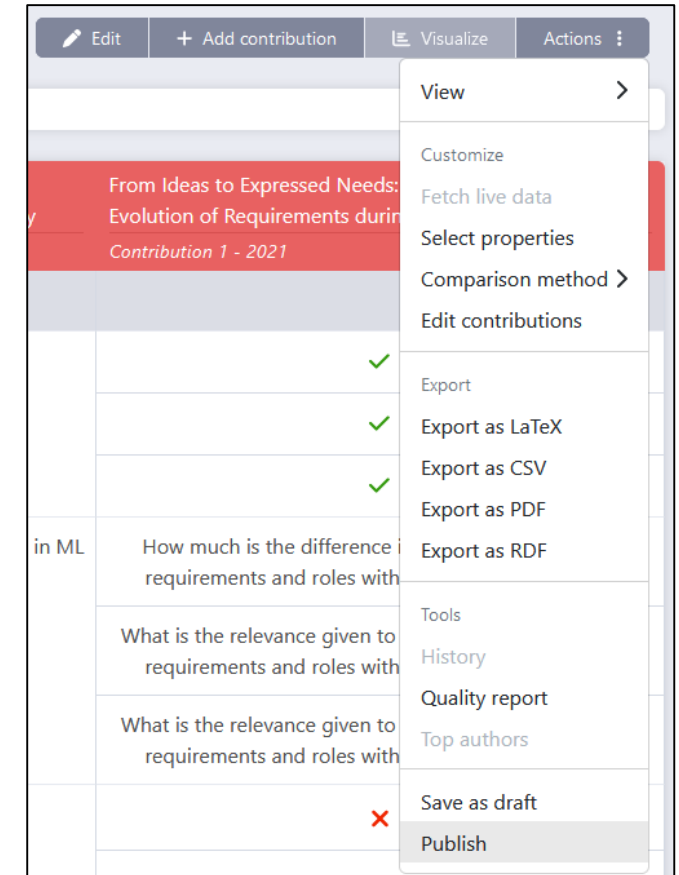 Edit + Add contribution Visualize Actions
View
Customize
Fetch live data
Select properties
Comparison method
Edit contributions
Export
Export as LaTeX
Export as CSV
Export as PDF
Export as RDF
Tools
History
Quality report
Top authors
Save as draft
Publish
y
From Ideas to Expressed Needs:
Evolution of Requirements durin
Contribution 1 - 2021
in ML
How much is the difference i
requirements and roles with
What is the relevance given to
requirements and roles with
What is the relevance given to
requirements and roles with